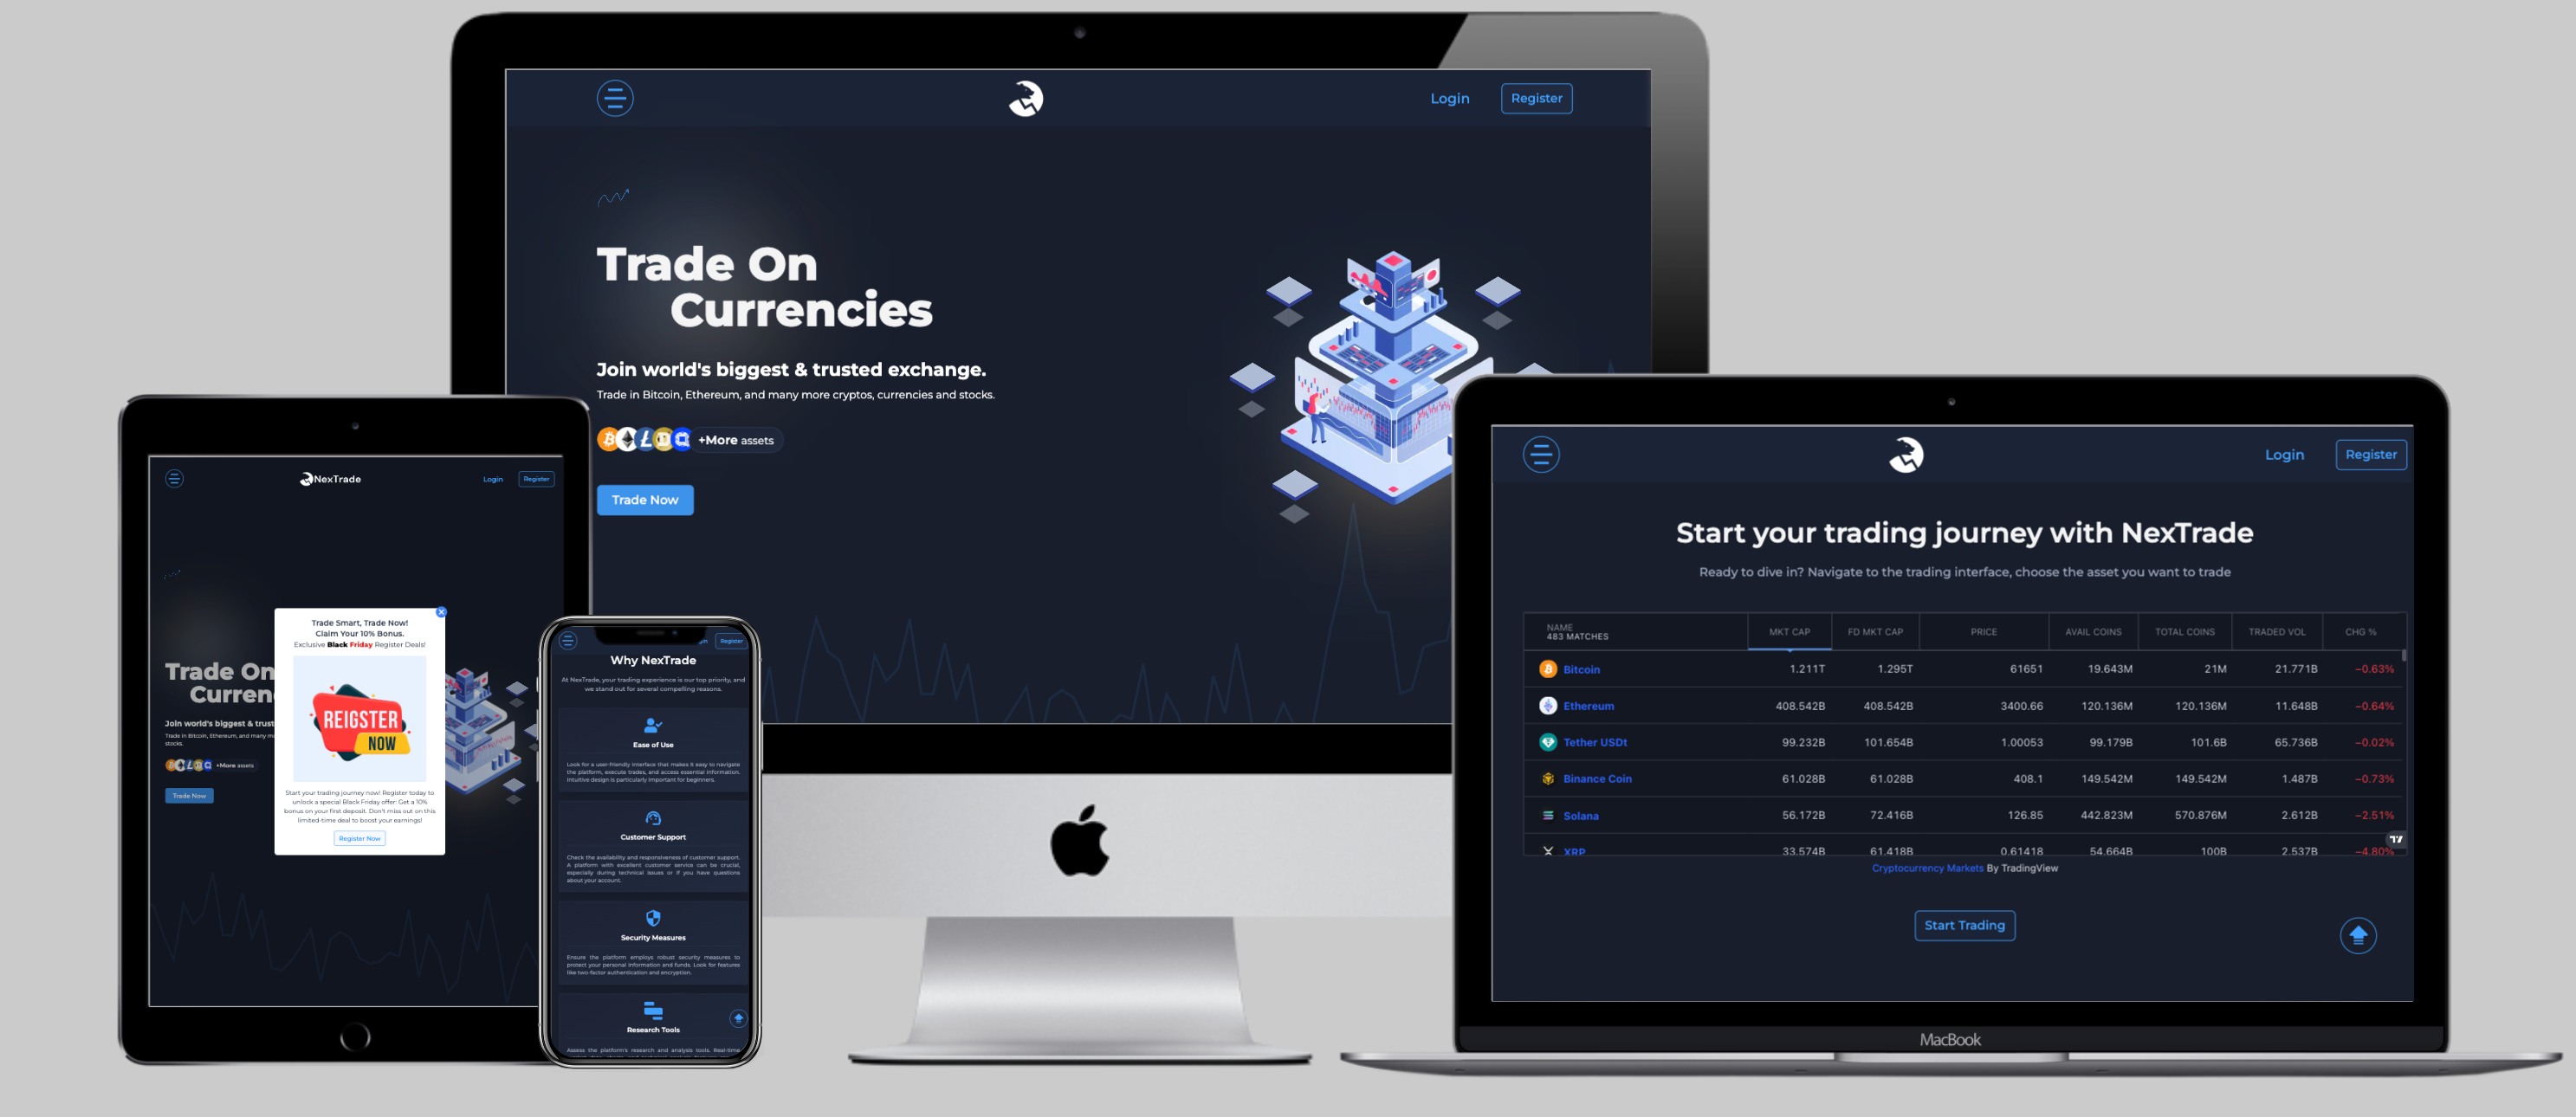 Login
Register
Trade On
Currencies
Join world's biggest & trusted exchange.
Trade in Bitcoin, Ethereum, and many more cryptos, currencies and stocks.
+More assets
Trade Now
NexTrade
Login
Register
Trade On
Curren
Join world's biggest & trust
Trade in Bitcoin, Ethereum, and many m
stocks.
+More assets
Trade Now
Trade Smart, Trade Now!
Claim Your 10% Bonus.
Exclusive Black Friday Register Deals!
REIGSTER
NOW
Start your trading journey now! Register today to
unlock a special Black Friday offer: Get a 10%
bonus on your first deposit. Don't miss out on this
limited-time deal to boost your earnings!
Register Now
Register
Why NexTrade
At NexTrade, your trading experience is our top priority, and
we stand out for several compelling reasons.
Ease of Use
Look for a user-friendly interface that makes it easy to navigate
the platform, execute trades, and access essential information.
Intuitive design is particularly important for beginners.
Customer Support
Check the availability and responsiveness of customer support.
A platform with excellent customer service can be crucial,
especially during technical issues or if you have questions
about your account.
Security Measures
Ensure the platform employs robust security measures to
protect your personal information and funds. Look for features
like two-factor authentication and encryption.
Research Tools
Assess the platform's research and analysis tools. Real-time
Login
Register
Start your trading journey with NexTrade
Ready to dive in? Navigate to the trading interface, choose the asset you want to trade
NAME MKT CAP FD MKT CAP PRICE AVAIL COINS TOTAL COINS TRADED VOL CHG %
483 MATCHES
Bitcoin 1.211T 1.295T 61651 19.643M 21M 21.771B −0.63%
Ethereum 408.542B 408.542B 3400.66 120.136M 120.136M 11.648B −0.64%
Tether USDt 99.232B 101.654B 1.00053 99.179B 101.6B 65.736B −0.02%
Binance Coin 61.028B 61.028B 408.1 149.542M 149.542M 1.487B −0.73%
Solana 56.172B 72.416B 126.85 442.823M 570.876M 2.612B −2.51%
XRP 33.574B 61.418B 0.61418 54.664B 100B 2.537B −4.80%
Cryptocurrency Markets By TradingView
Start Trading
MacBook